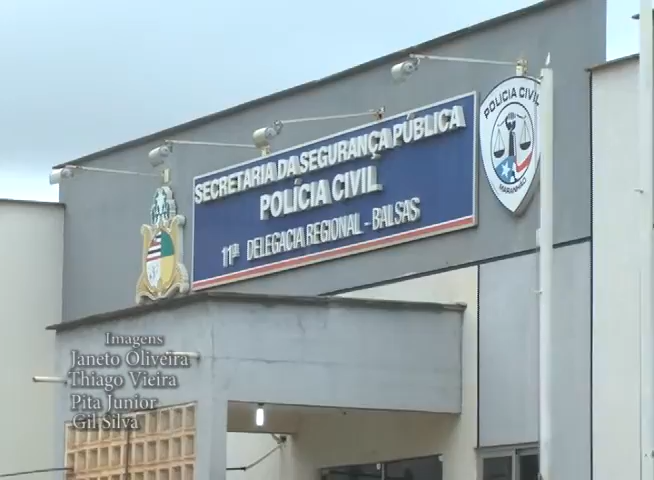 SECRETARIA DA SEGURANÇA PÚBLICA
POLÍCIA CIVIL
11ª DELEGACIA REGIONAL - BALSAS
POLÍCIA CIVIL
MARANHÃO
Imagens
Janeto Oliveira
Thiago Vieira
Pita Junior
Gil Silva